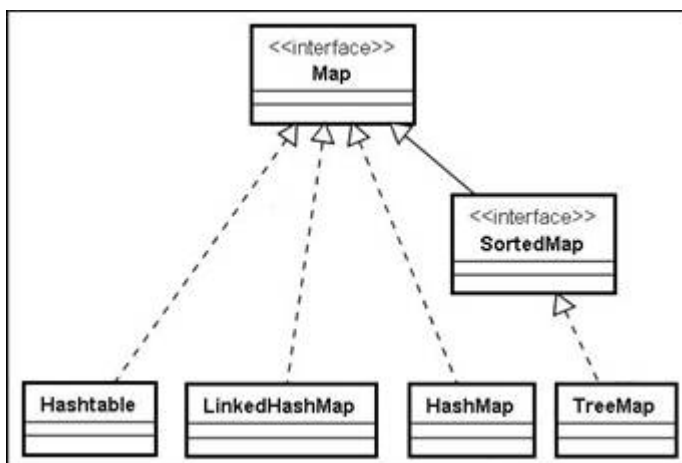 <<interface>>
Map
<<interface>>
SortedMap
Hashtable
LinkedHashMap
HashMap
TreeMap